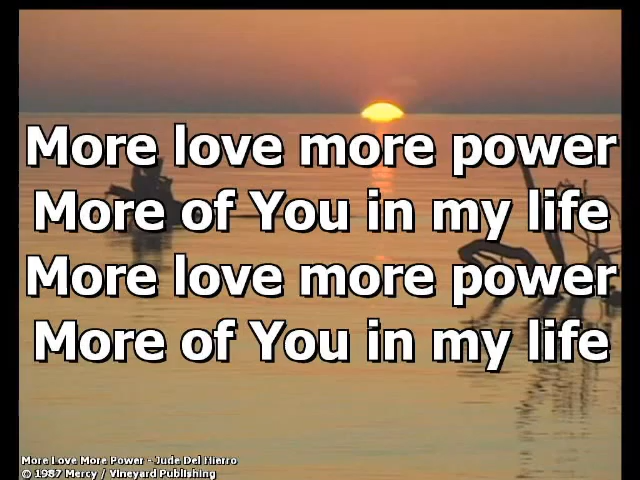 More love more power
More of You in my life
More love more power
More of You in my life
More Love More Power - Jude Del Hierro
© 1987 Mercy / Vineyard Publishing